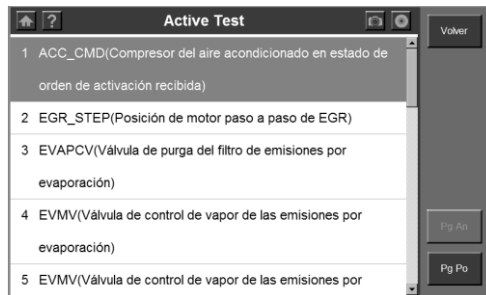 ? Active Test
Volver
1 ACC_CMD(Compresor del aire acondicionado en estado de
orden de activación recibida)
2 EGR_STEP(Posición de motor paso a paso de EGR)
3 EVAPCV(Válvula de purga del filtro de emisiones por
evaporación)
4 EVMV(Válvula de control de vapor de las emisiones por
evaporación)
Pg An
5 EVMV(Válvula de control de vapor de las emisiones por
Pg Po